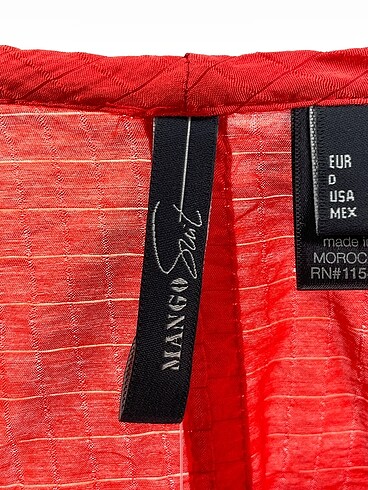 MANGO Suit
EUR
D
USA
MEX
made in
MOROC
RN#115